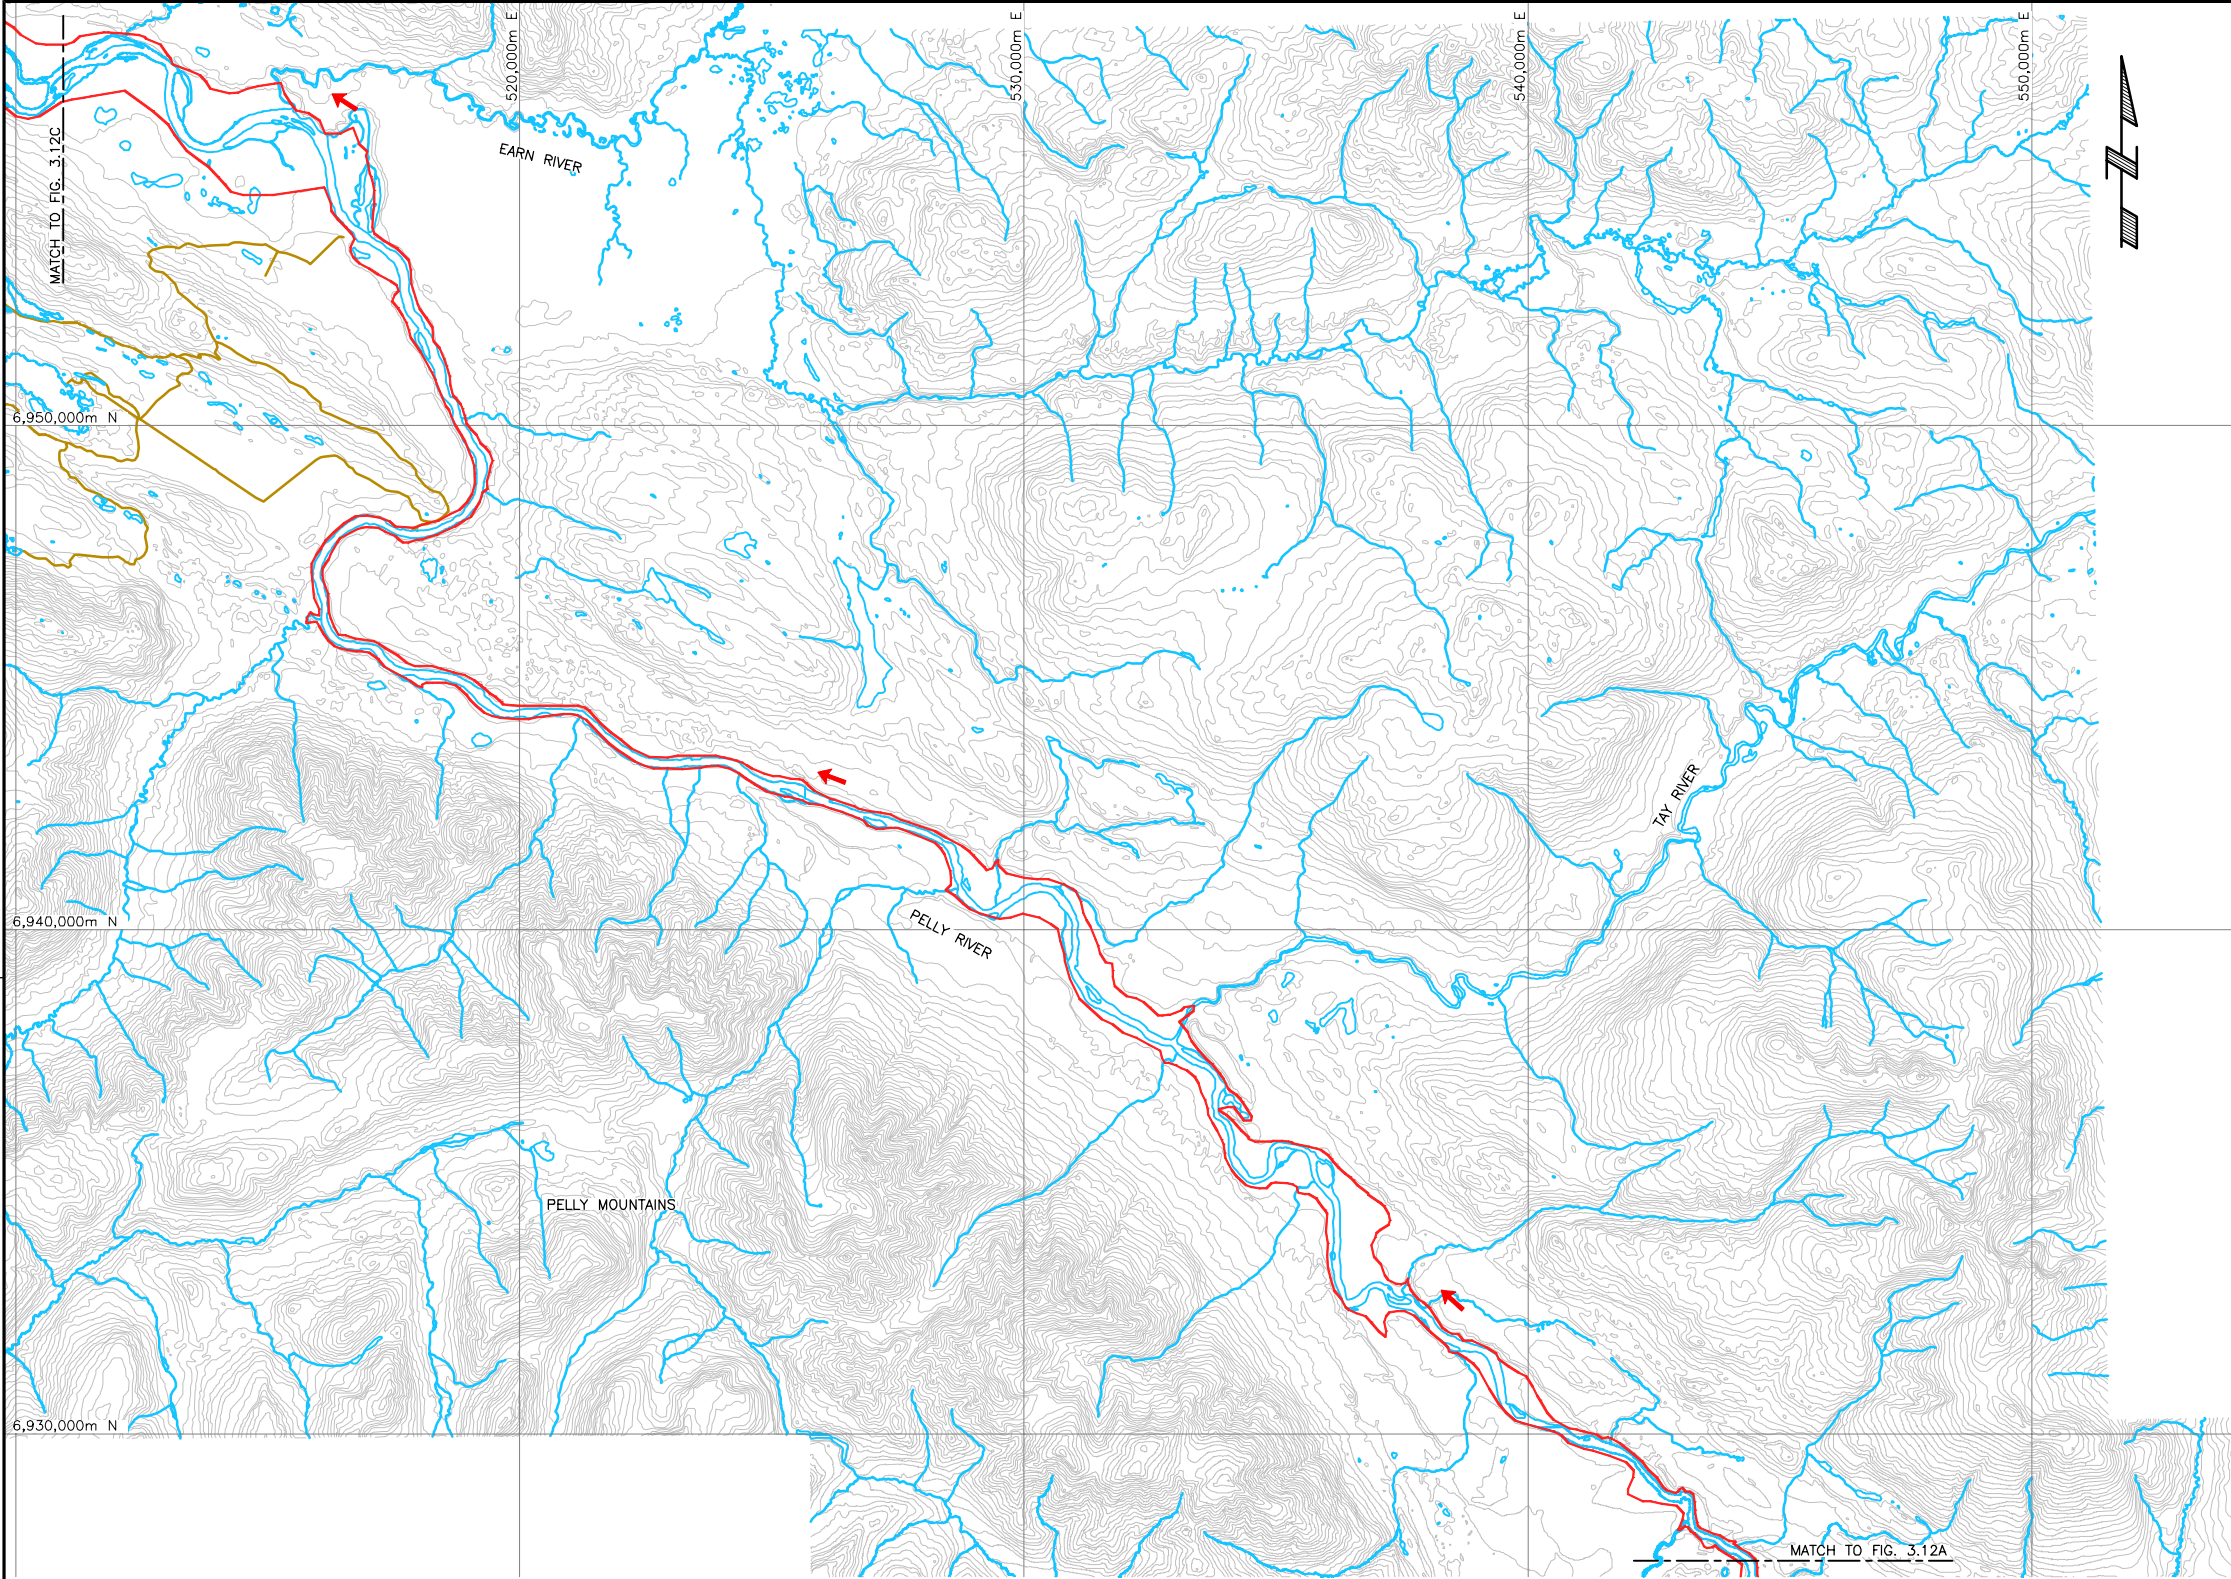 520,000m E
530,000m E
540,000m E
550,000m E
MATCH TO FIG. 3.12C
EARN RIVER
N
6,950,000m N
TAY RIVER
6,940,000m N
PELLY RIVER
PELLY MOUNTAINS
6,930,000m N
MATCH TO FIG. 3.12A